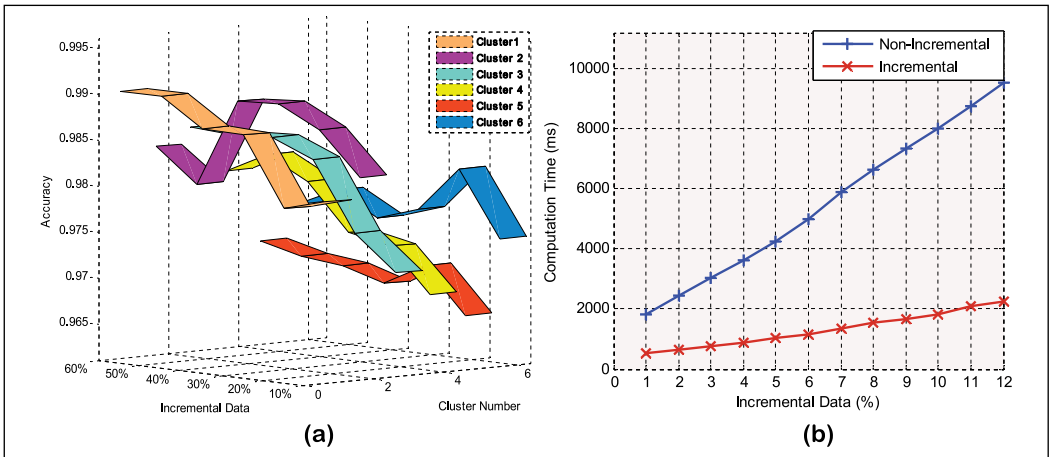 0.995
0.99
0.985
0.98
0.975
0.97
0.965
Accuracy
60%
50%
40%
30%
20%
10%
Incremental Data
0
2
4
6
Cluster Number
Cluster1
Cluster 2
Cluster 3
Cluster 4
Cluster 5
Cluster 6
(a)
Non-Incremental
Incremental
10000
8000
6000
4000
2000
0
Computation Time (ms)
0 1 2 3 4 5 6 7 8 9 10 11 12
Incremental Data (%)
(b)